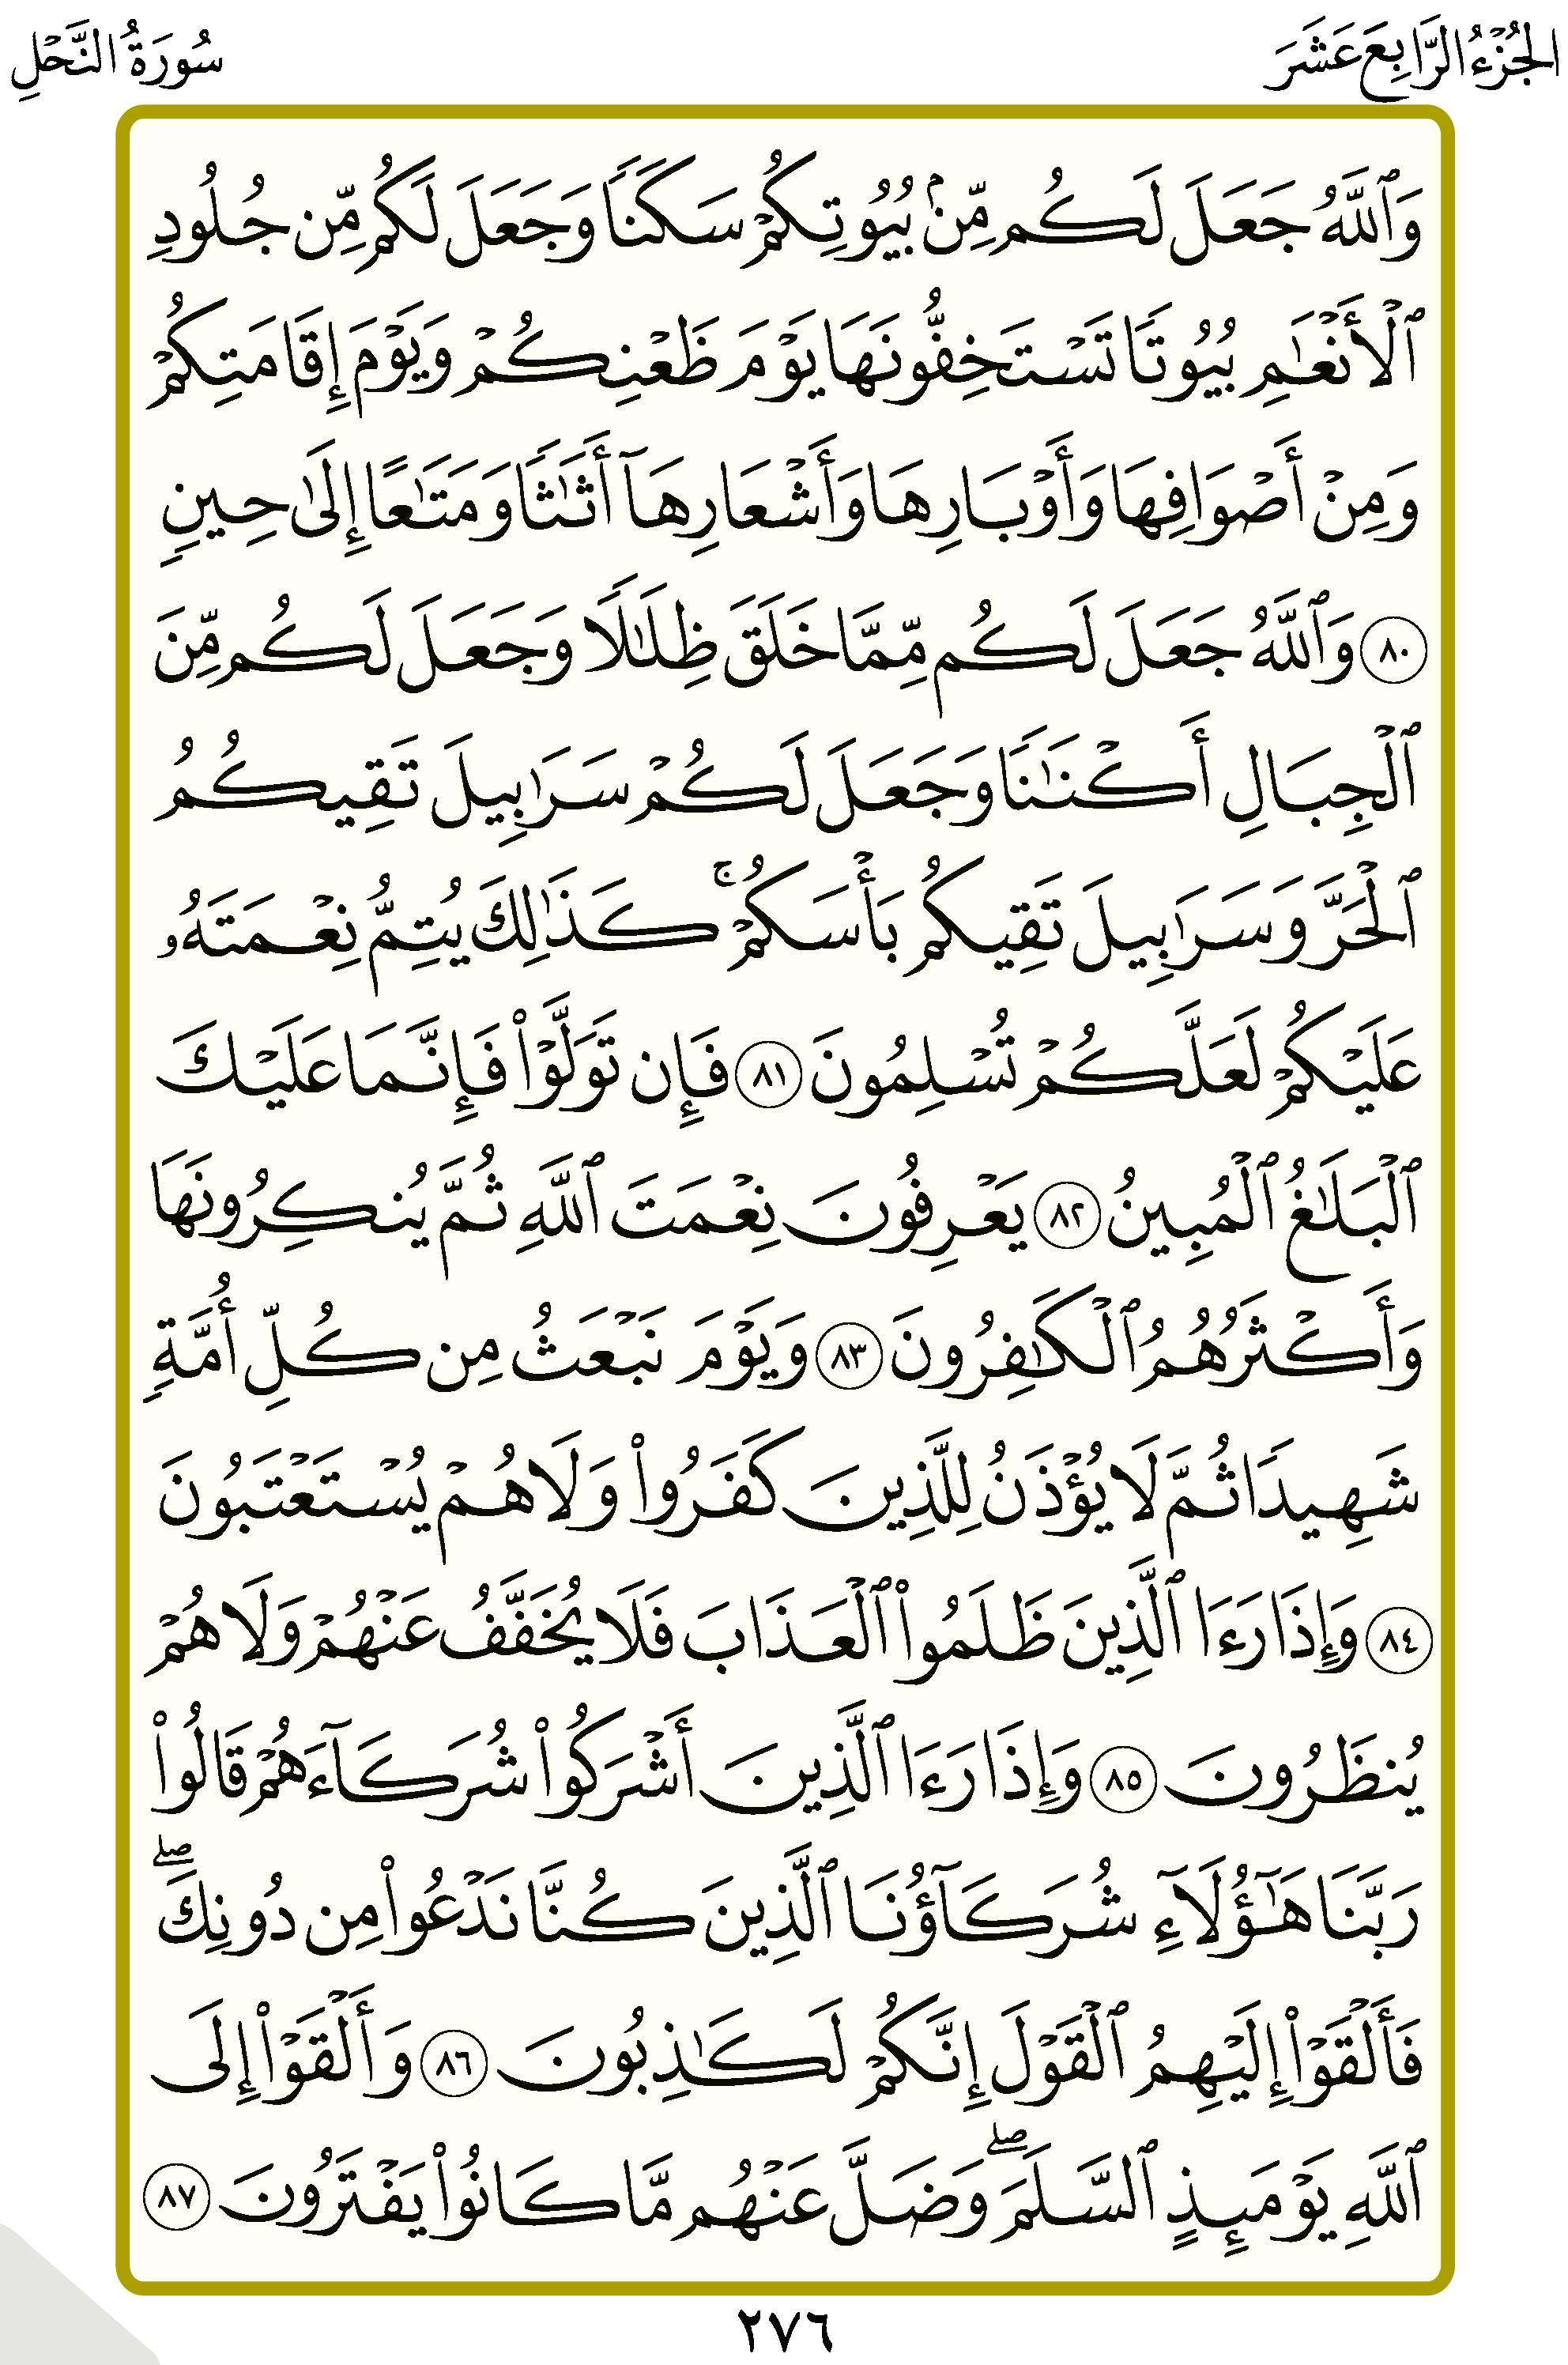 الجُزْءُ الرَّابِعَ عَشَرَ
سُورَةُ النَّحْلِ
وَٱللَّهُ جَعَلَ لَكُم مِّنۢ بُيُوتِكُمْ سَكَنًا وَجَعَلَ لَكُم مِّن جُلُودِ
ٱلْأَنْعَٰمِ بُيُوتًا تَسْتَخِفُّونَهَا يَوْمَ ظَعْنِكُمْ وَيَوْمَ إِقَامَتِكُمْ
وَمِنْ أَصْوَافِهَا وَأَوْبَارِهَا وَأَشْعَارِهَآ أَثَٰثًا وَمَتَٰعًا إِلَىٰ حِينٍ
٨٠ وَٱللَّهُ جَعَلَ لَكُم مِّمَّا خَلَقَ ظِلَٰلًا وَجَعَلَ لَكُم مِّنَ
ٱلْجِبَالِ أَكْنَٰنًا وَجَعَلَ لَكُمْ سَرَٰبِيلَ تَقِيكُمُ
ٱلْحَرَّ وَسَرَٰبِيلَ تَقِيكُم بَأْسَكُمْ ۚ كَذَٰلِكَ يُتِمُّ نِعْمَتَهُۥ
عَلَيْكُمْ لَعَلَّكُمْ تُسْلِمُونَ ٨١ فَإِن تَوَلَّوْا۟ فَإِنَّمَا عَلَيْكَ
ٱلْبَلَٰغُ ٱلْمُبِينُ ٨٢ يَعْرِفُونَ نِعْمَتَ ٱللَّهِ ثُمَّ يُنكِرُونَهَا
وَأَكْثَرُهُمُ ٱلْكَٰفِرُونَ ٨٣ وَيَوْمَ نَبْعَثُ مِن كُلِّ أُمَّةٍ
شَهِيدًا ثُمَّ لَا يُؤْذَنُ لِلَّذِينَ كَفَرُوا۟ وَلَا هُمْ يُسْتَعْتَبُونَ
٨٤ وَإِذَا رَءَا ٱلَّذِينَ ظَلَمُوا۟ ٱلْعَذَابَ فَلَا يُخَفَّفُ عَنْهُمْ وَلَا هُمْ
يُنظَرُونَ ٨٥ وَإِذَا رَءَا ٱلَّذِينَ أَشْرَكُوا۟ شُرَكَآءَهُمْ قَالُوا۟
رَبَّنَا هَٰٓؤُلَآءِ شُرَكَآؤُنَا ٱلَّذِينَ كُنَّا نَدْعُوا۟ مِن دُونِكَ ۖ
فَأَلْقَوْا۟ إِلَيْهِمُ ٱلْقَوْلَ إِنَّكُمْ لَكَٰذِبُونَ ٨٦ وَأَلْقَوْا۟ إِلَى
ٱللَّهِ يَوْمَئِذٍ ٱلسَّلَمَ ۖ وَضَلَّ عَنْهُم مَّا كَانُوا۟ يَفْتَرُونَ ٨٧
٢٧٦